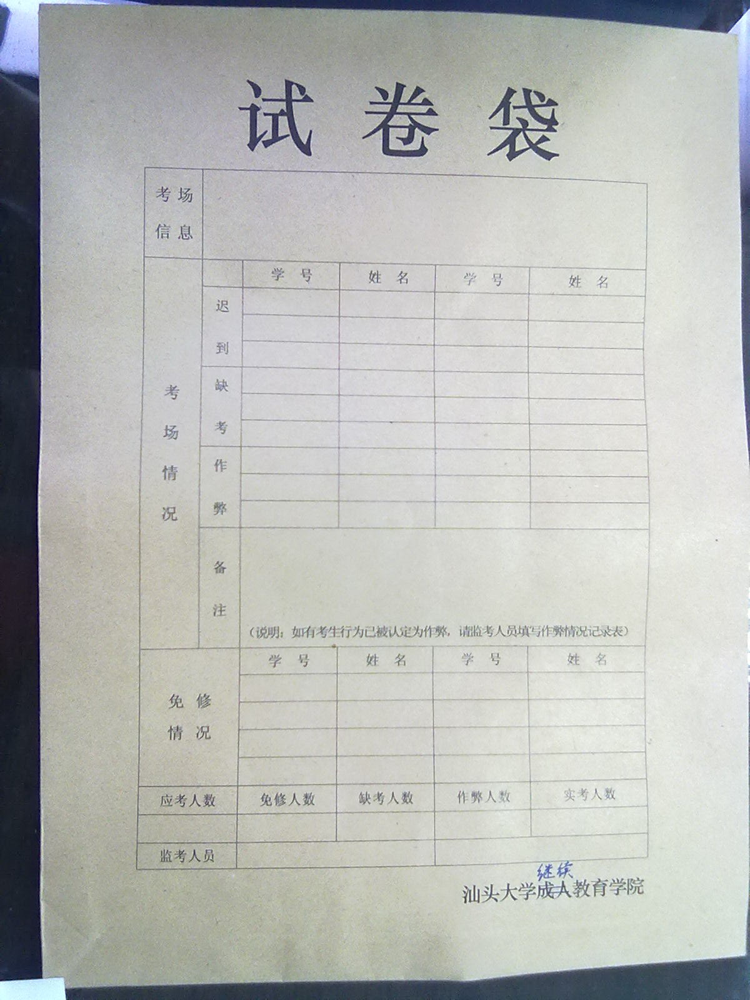 试卷袋
考场
信息
学号 姓名 学号 姓名
考场情况
迟到
缺考
作弊
备注
（说明：如有考生行为已被认定为作弊，请监考人员填写作弊情况记录表）
学号 姓名 学号 姓名
免修
情况
应考人数 免修人数 缺考人数 作弊人数 实考人数
监考人员
继续
汕头大学成人教育学院